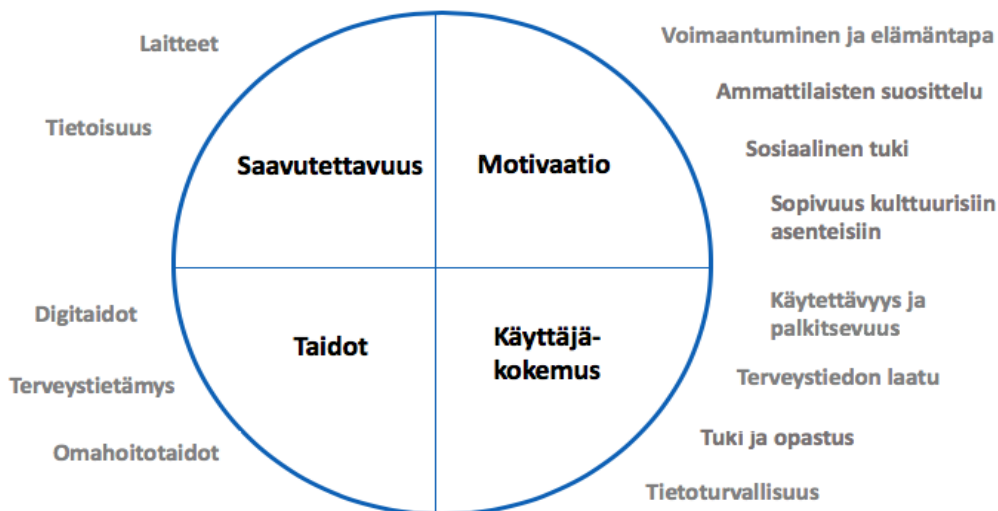 Laitteet
Tietoisuus
Saavutettavuus
Motivaatio
Voimaantuminen ja elämäntapa
Ammattilaisten suosittelu
Sosiaalinen tuki
Sopivuus kulttuurisiin
asenteisiin
Digitaidot
Terveystietämys
Omahoitotaidot
Taidot
Käyttäjä-
kokemus
Käytettävyys ja
palkitsevuus
Terveystiedon laatu
Tuki ja opastus
Tietoturvallisuus